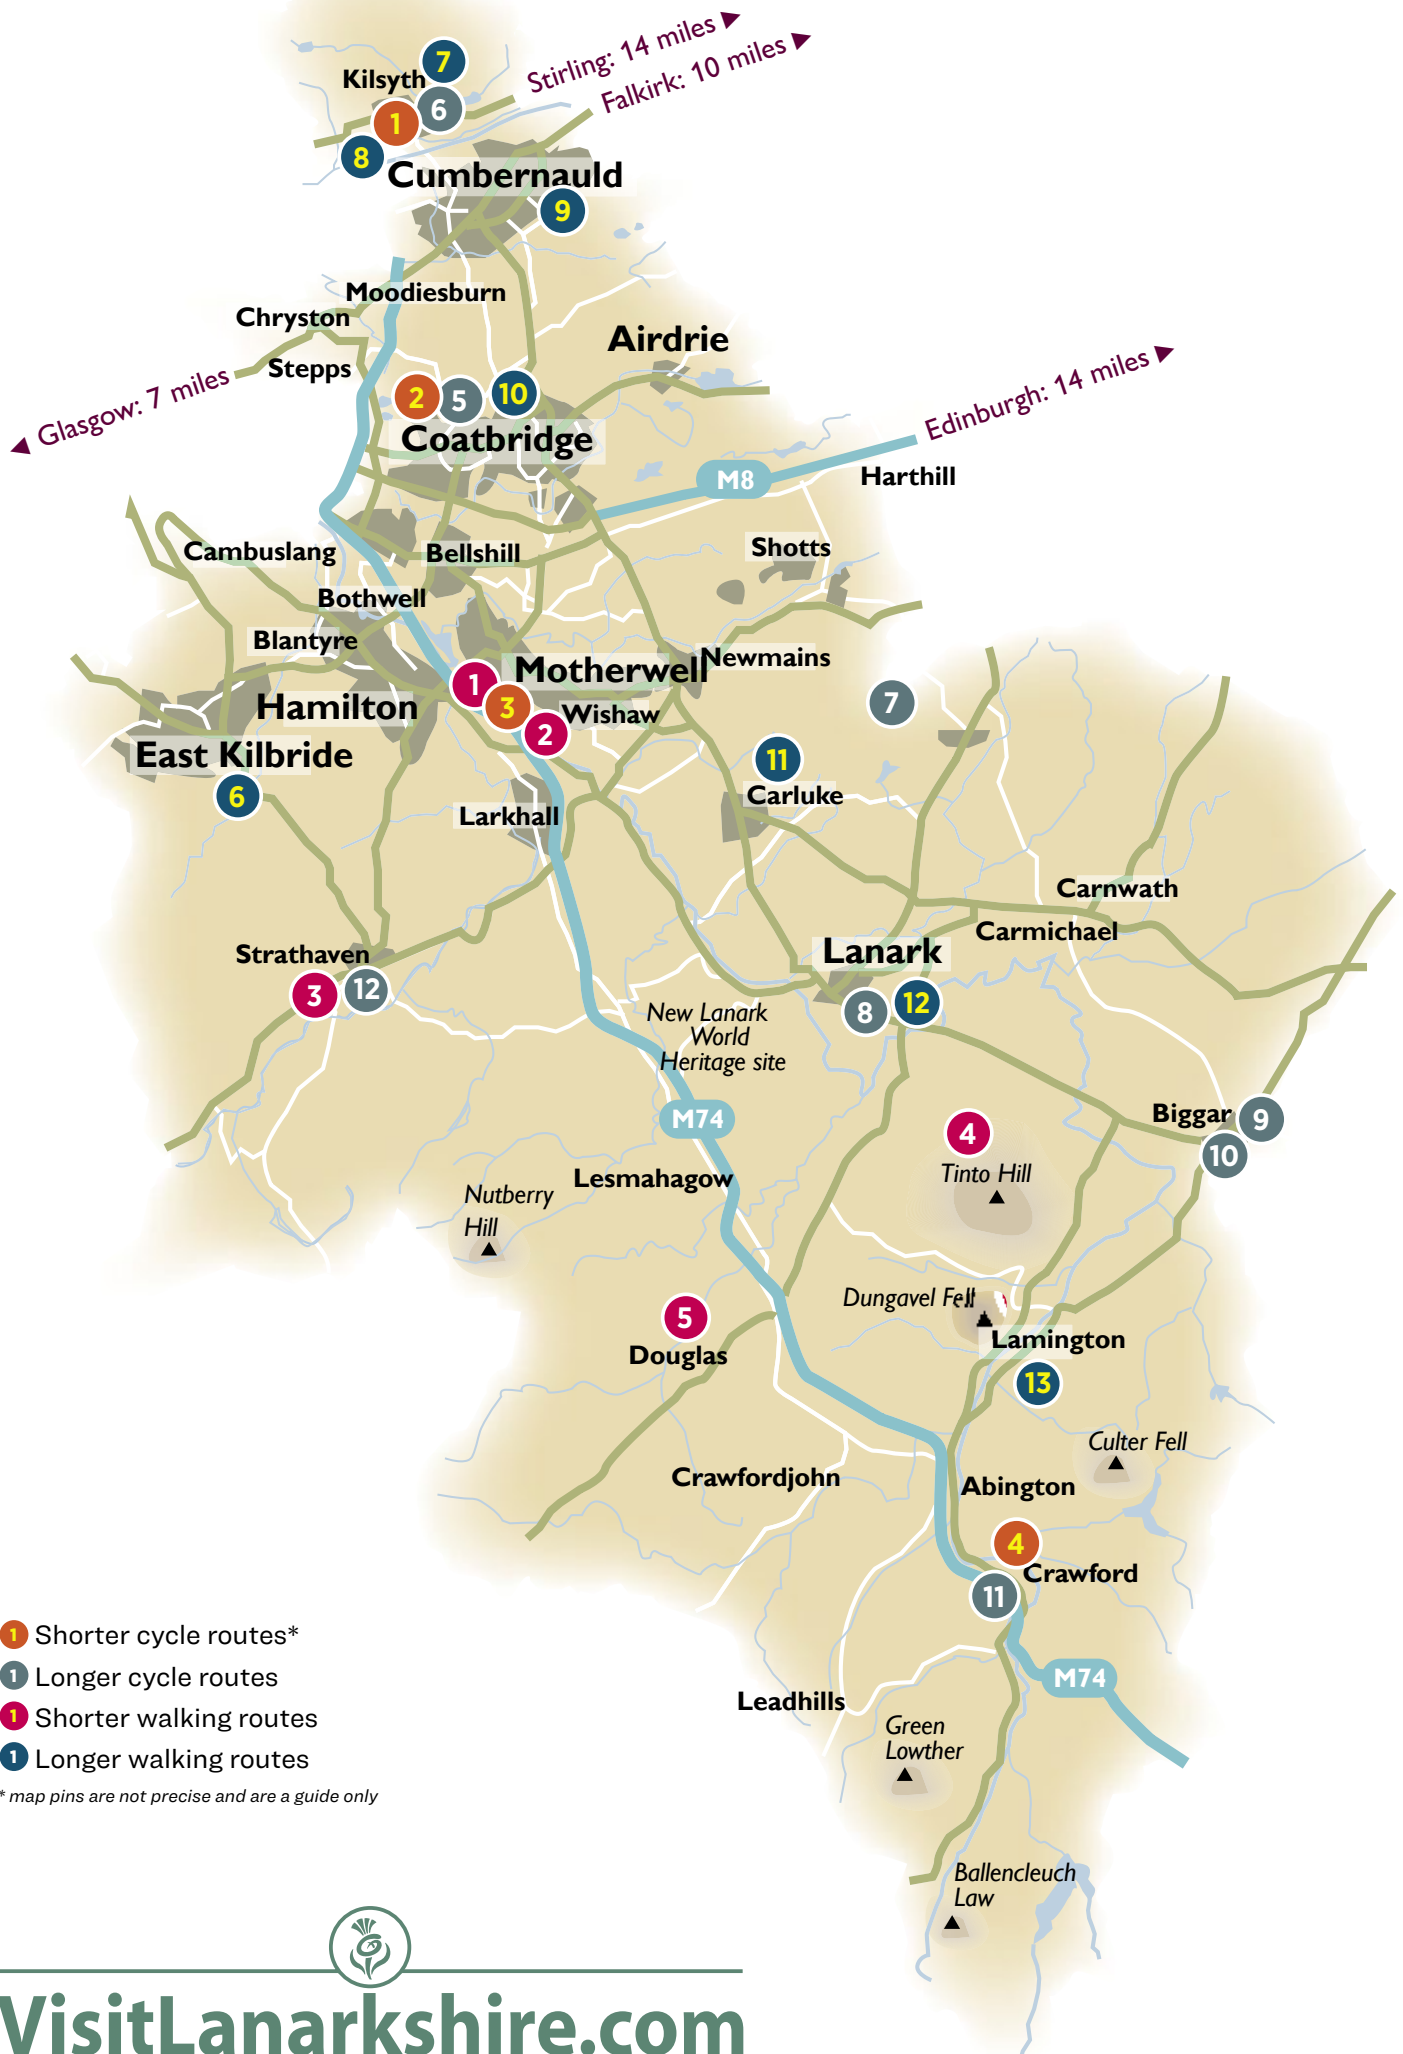 Stirling: 14 miles
Falkirk: 10 miles
7
Kilsyth
6
1
8
Cumbernauld
9
Moodiesburn
Chryston
Airdrie
Stepps
Glasgow: 7 miles
Edinburgh: 14 miles
2
5
10
Coatbridge
M8
Harthill
Cambuslang
Bellshill
Shotts
Bothwell
Blantyre
Newmains
Motherwell
1
3
2
Wishaw
7
Hamilton
East Kilbride
6
11
Carluke
Larkhall
Carnwath
Carmichael
Strathaven
3
12
Lanark
8
12
New Lanark
World
Heritage site
M74
Biggar
9
10
4
Tinto Hill
Lesmahagow
Nutberry
Hill
Dungavel Fell
5
Douglas
Lamington
13
Culter Fell
Crawfordjohn
Abington
4
Crawford
11
M74
Leadhills
Green
Lowther
Ballencleuch
Law
1 Shorter cycle routes*
1 Longer cycle routes
1 Shorter walking routes
1 Longer walking routes
* map pins are not precise and are a guide only
VisitLanarkshire.com